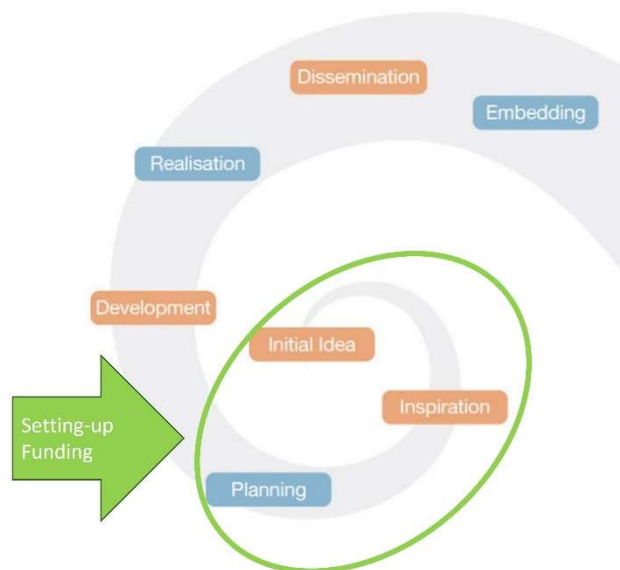 Dissemination
Embedding
Realisation
Development
Initial Idea
Inspiration
Setting-up
Funding
Planning